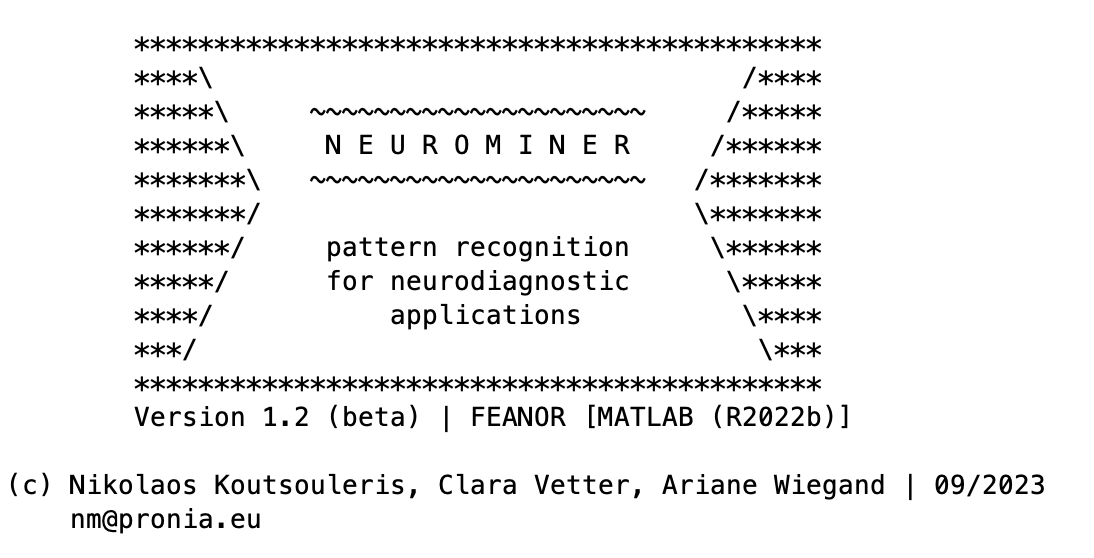 *******************************************
****\                                 /****
*****\     ~~~~~~~~~~~~~~~~~~~~~     /*****
******\     N E U R O M I N E R     /******
*******\   ~~~~~~~~~~~~~~~~~~~~~   /*******
*******/                           \*******
******/     pattern recognition     \******
*****/      for neurodiagnostic      \*****
****/           applications          \****
***/                                   \***
*******************************************
Version 1.2 (beta) | FEANOR [MATLAB (R2022b)]
(c) Nikolaos Koutsouleris, Clara Vetter, Ariane Wiegand | 09/2023
nm@pronia.eu